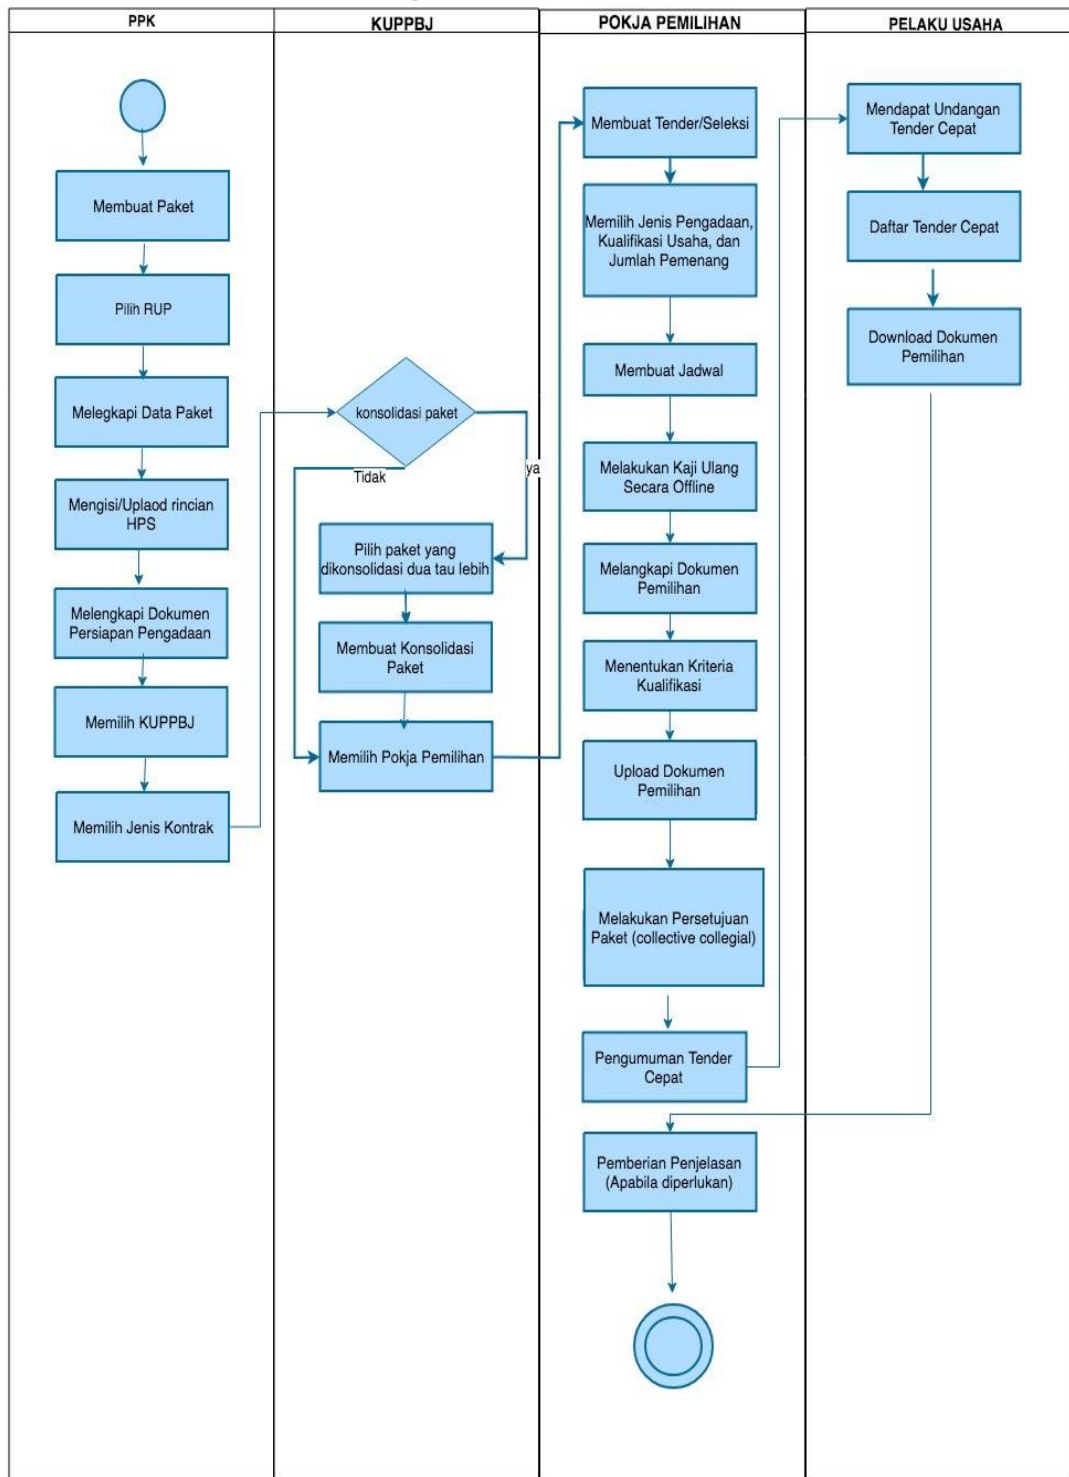 PPK
KUPPBJ
POKJA PEMILIHAN
PELAKU USAHA
Membuat Paket
Pilih RUP
Melegkapi Data Paket
Mengisi/Uplaod rincian
HPS
Melengkapi Dokumen
Persiapan Pengadaan
Memilih KUPPBJ
Memilih Jenis Kontrak
konsolidasi paket
Tidak
ya
Pilih paket yang
dikonsolidasi dua tau lebih
Membuat Konsolidasi
Paket
Memilih Pokja Pemilihan
Membuat Tender/Seleksi
Memilih Jenis Pengadaan,
Kualifikasi Usaha, dan
Jumlah Pemenang
Membuat Jadwal
Melakukan Kaji Ulang
Secara Offline
Melangkapi Dokumen
Pemilihan
Menentukan Kriteria
Kualifikasi
Upload Dokumen
Pemilihan
Melakukan Persetujuan
Paket (collective collegial)
Pengumuman Tender
Cepat
Pemberian Penjelasan
(Apabila diperlukan)
Mendapat Undangan
Tender Cepat
Daftar Tender Cepat
Download Dokumen
Pemilihan